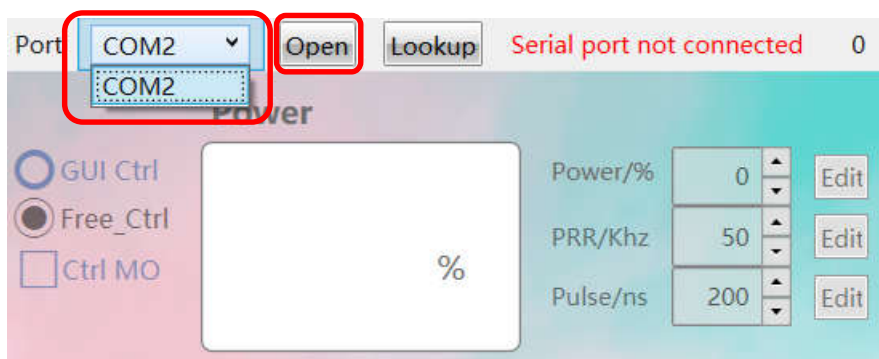 Port COM2 Open Lookup Serial port not connected 0
COM2
Power
GUI Ctrl
Free_Ctrl
Ctrl MO
%
Power/% 0 Edit
PRR/Khz 50 Edit
Pulse/ns 200 Edit